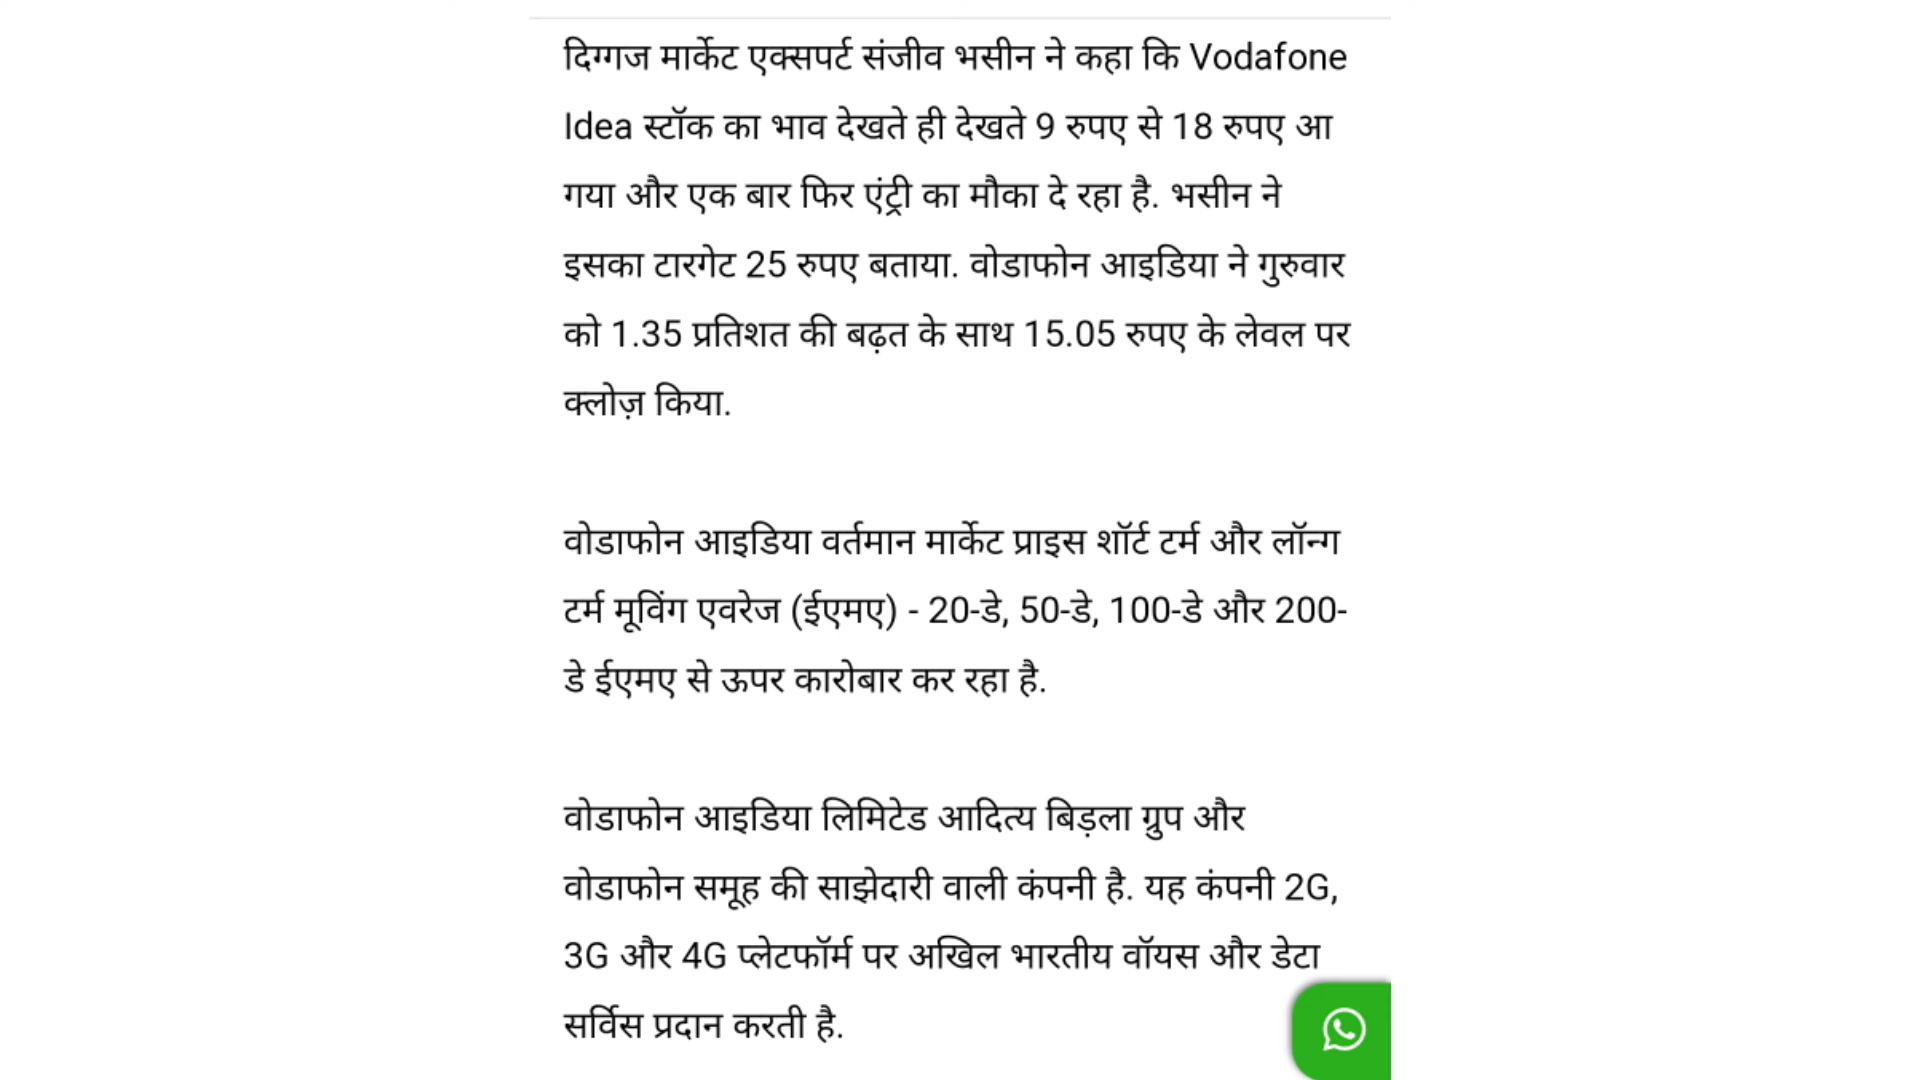 दिग्गज मार्केट एक्सपर्ट संजीव भसीन ने कहा कि Vodafone
Idea स्टॉक का भाव देखते ही देखते 9 रुपए से 18 रुपए आ
गया और एक बार फिर एंट्री का मौका दे रहा है. भसीन ने
इसका टारगेट 25 रुपए बताया. वोडाफोन आइडिया ने गुरुवार
को 1.35 प्रतिशत की बढ़त के साथ 15.05 रुपए के लेवल पर
क्लोज़ किया.
वोडाफोन आइडिया वर्तमान मार्केट प्राइस शॉर्ट टर्म और लॉन्ग
टर्म मूविंग एवरेज (ईएमए) - 20-डे, 50-डे, 100-डे और 200-
डे ईएमए से ऊपर कारोबार कर रहा है.
वोडाफोन आइडिया लिमिटेड आदित्य बिड़ला ग्रुप और
वोडाफोन समूह की साझेदारी वाली कंपनी है. यह कंपनी 2G,
3G और 4G प्लेटफॉर्म पर अखिल भारतीय वॉयस और डेटा
सर्विस प्रदान करती है.